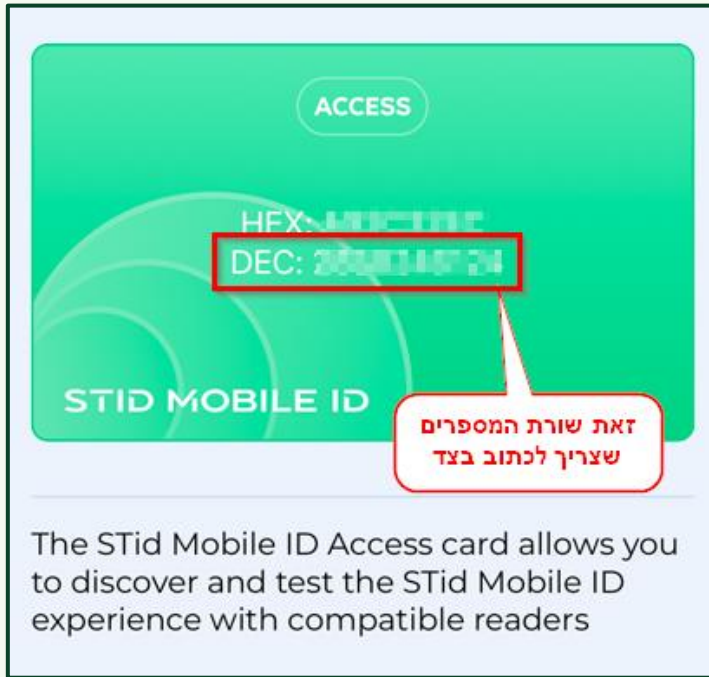 ACCESS
HEX:
DEC:
STID MOBILE ID
זאת שורת המספרים
שצריך לכתוב בצד
The STid Mobile ID Access card allows you
to discover and test the STid Mobile ID
experience with compatible readers